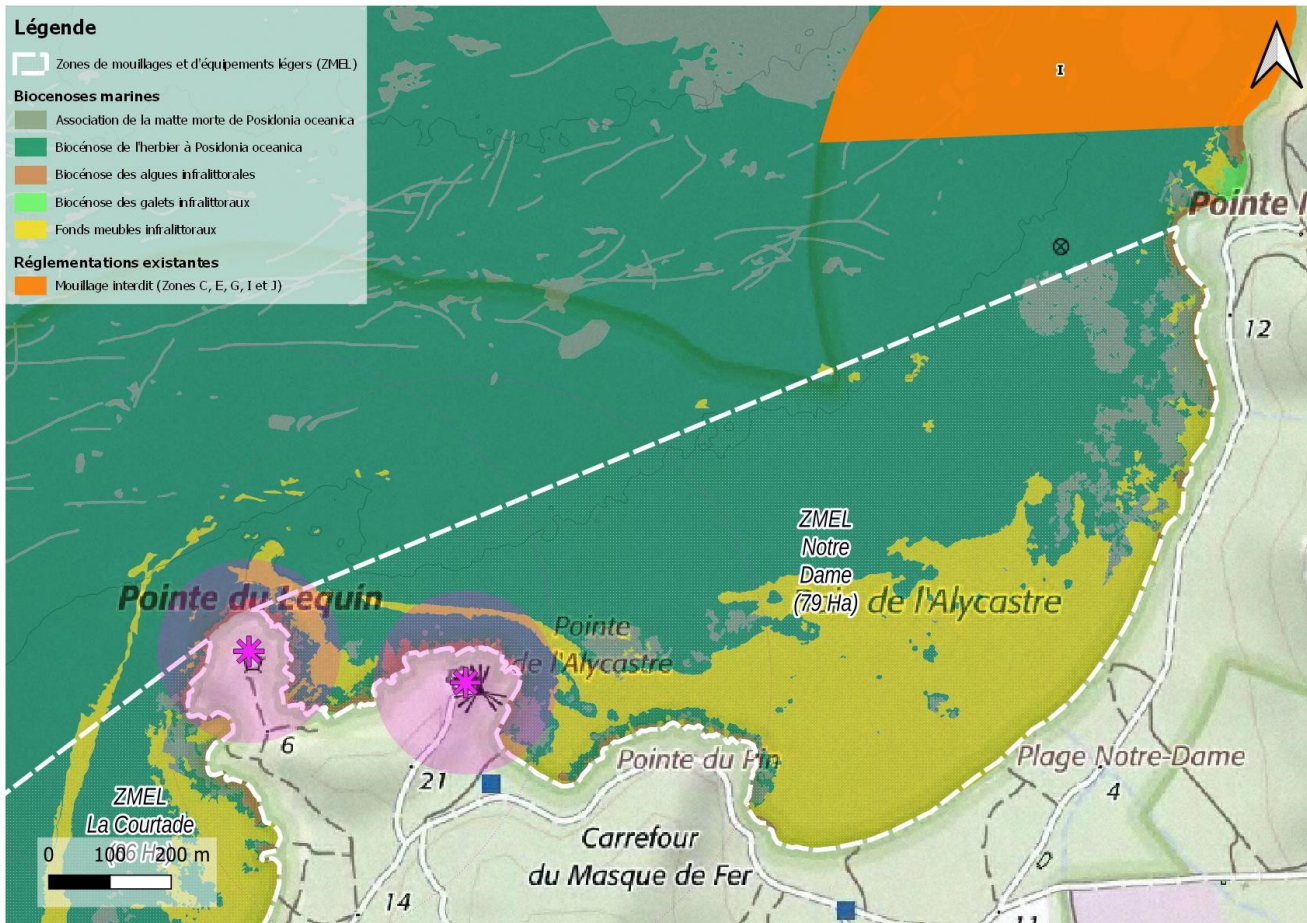 Légende
Zones de mouillages et d'équipements légers (ZMEL)
Biocenoses marines
Association de la matte morte de Posidonia oceanica
Biocénose de l'herbier à Posidonia oceanica
Biocénose des algues infralittorales
Biocénose des galets infralittoraux
Fonds meubles infralittoraux
Réglementations existantes
Mouillage interdit (Zones C, E, G, I et J)
I
Pointe
12
ZMEL
Notre
Dame
(79 Ha)
de l'Alycastre
Pointe du Lequin
Pointe
de l'Alycastre
6
21
Pointe du Pin
Plage Notre-Dame
4
ZMEL
La Courtade
0 100 200 m
Carrefour
du Masque de Fer
14
11